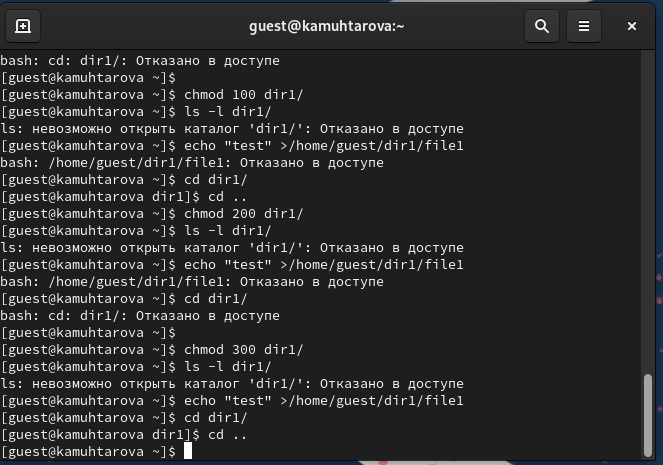 guest@kamuhtarova:~
bash: cd: dir1/: Отказано в доступе
[guest@kamuhtarova ~]$
[guest@kamuhtarova ~]$ chmod 100 dir1/
[guest@kamuhtarova ~]$ ls -l dir1/
ls: невозможно открыть каталог 'dir1/': Отказано в доступе
[guest@kamuhtarova ~]$ echo "test" >/home/guest/dir1/file1
bash: /home/guest/dir1/file1: Отказано в доступе
[guest@kamuhtarova ~]$ cd dir1/
[guest@kamuhtarova dir1]$ cd ..
[guest@kamuhtarova ~]$ chmod 200 dir1/
[guest@kamuhtarova ~]$ ls -l dir1/
ls: невозможно открыть каталог 'dir1/': Отказано в доступе
[guest@kamuhtarova ~]$ echo "test" >/home/guest/dir1/file1
bash: /home/guest/dir1/file1: Отказано в доступе
[guest@kamuhtarova ~]$ cd dir1/
bash: cd: dir1/: Отказано в доступе
[guest@kamuhtarova ~]$
[guest@kamuhtarova ~]$ chmod 300 dir1/
[guest@kamuhtarova ~]$ ls -l dir1/
ls: невозможно открыть каталог 'dir1/': Отказано в доступе
[guest@kamuhtarova ~]$ echo "test" >/home/guest/dir1/file1
[guest@kamuhtarova ~]$ cd dir1/
[guest@kamuhtarova dir1]$ cd ..
[guest@kamuhtarova ~]$